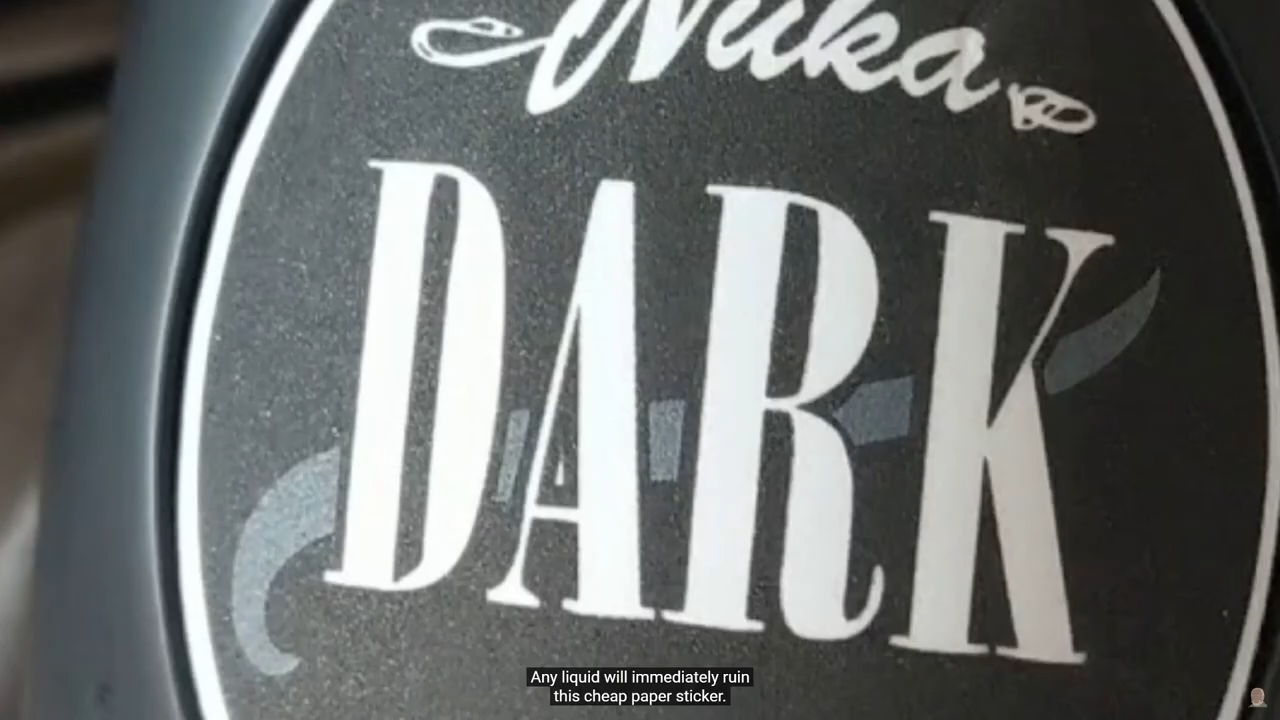 Nuka
DARK
Any liquid will immediately ruin
this cheap paper sticker.